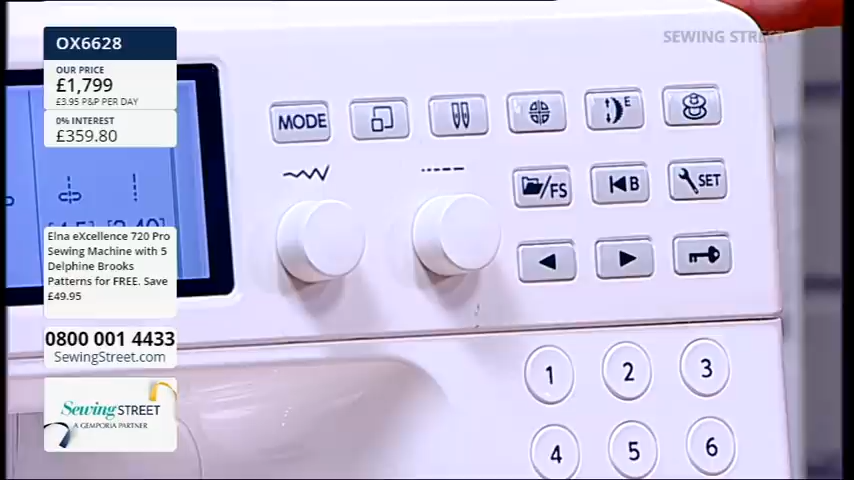 OX6628
OUR PRICE
£1,799
£3.95 P&P PER DAY
0% INTEREST
£359.80
Elna eXcellence 720 Pro
Sewing Machine with 5
Delphine Brooks
Patterns for FREE. Save
£49.95
0800 001 4433
SewingStreet.com
Sewing STREET
A GEMPORIA PARTNER
SEWING STREET
MODE
E
/FS
B
SET
1
2
3
4
5
6